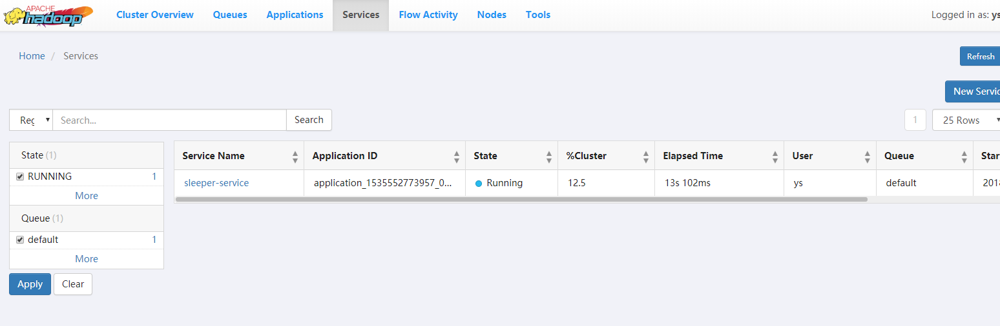 APACHE
hadoop
Cluster Overview Queues Applications Services Flow Activity Nodes Tools Logged in as: ys
Home / Services
Refresh
New Servic
Reg Search... Search 1 25 Rows
State (1)
RUNNING 1
More
Queue (1)
default 1
More
Apply Clear
Service Name Application ID State %Cluster Elapsed Time User Queue Star
sleeper-service application_1535552773957_0... Running 12.5 13s 102ms ys default 2018